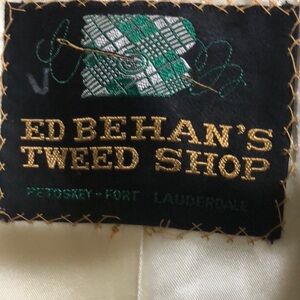 ED BEHAN'S
TWEED SHOP
PETOSKEY - FORT LAUDERDALE